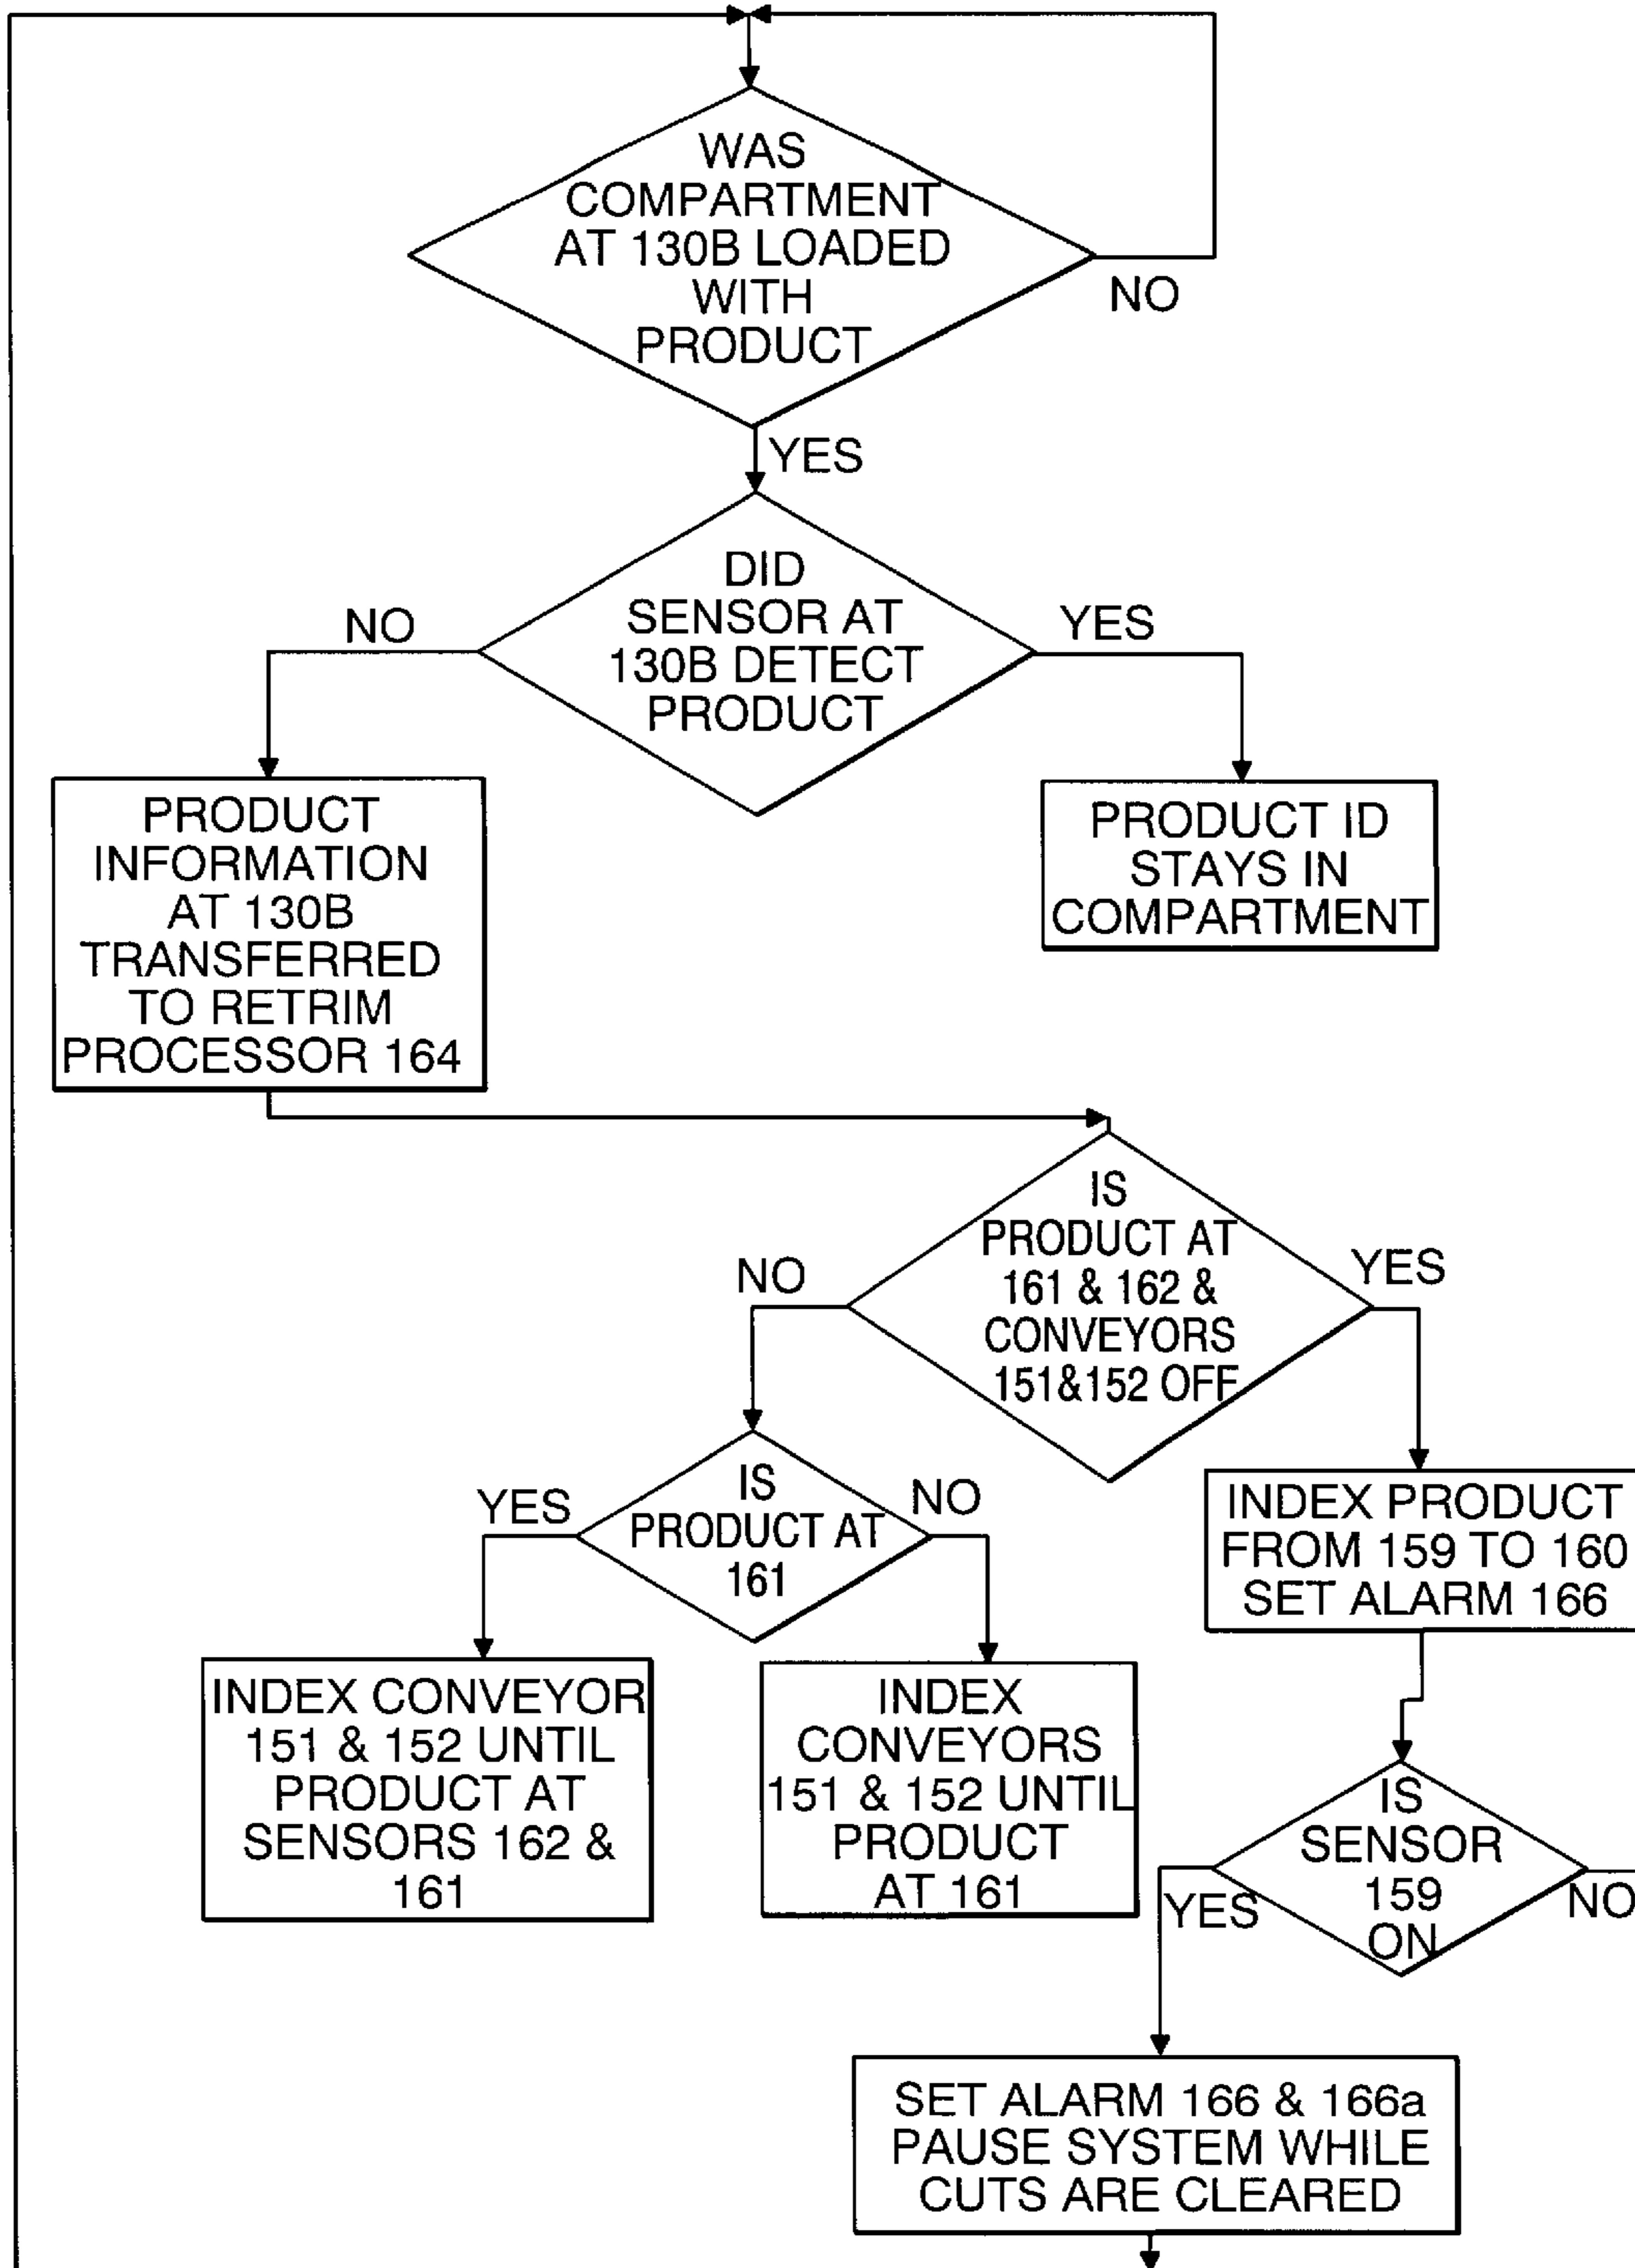 WAS
COMPARTMENT
AT 130B LOADED
WITH
PRODUCT
NO
YES
DID
SENSOR AT
130B DETECT
PRODUCT
NO
YES
PRODUCT
INFORMATION
AT 130B
TRANSFERRED
TO RETRIM
PROCESSOR 164
PRODUCT ID
STAYS IN
COMPARTMENT
IS
PRODUCT AT
161 & 162 &
CONVEYORS
151&152 OFF
NO
YES
IS
PRODUCT AT
161
YES
NO
INDEX PRODUCT
FROM 159 TO 160
SET ALARM 166
INDEX CONVEYOR
151 & 152 UNTIL
PRODUCT AT
SENSORS 162 &
161
INDEX
CONVEYORS
151 & 152 UNTIL
PRODUCT
AT 161
IS
SENSOR
159
ON
YES
NO
SET ALARM 166 & 166a
PAUSE SYSTEM WHILE
CUTS ARE CLEARED